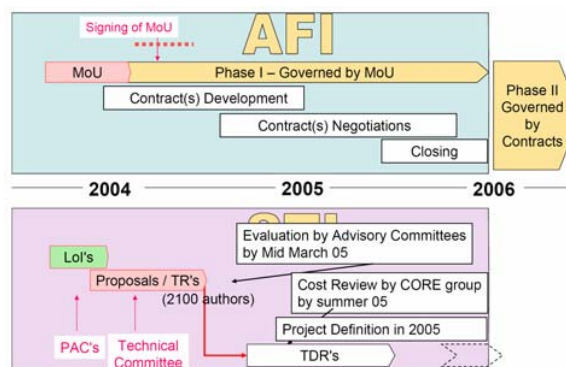 Signing of MoU
AFI
MoU
Phase I – Governed by MoU
Contract(s) Development
Contract(s) Negotiations
Closing
Phase II
Governed
by
Contracts
2004
2005
2006
Evaluation by Advisory Committees
by Mid March 05
LoI's
Proposals / TR's
(2100 authors)
Cost Review by CORE group
by summer 05
Project Definition in 2005
PAC's
Technical
Committee
TDR's